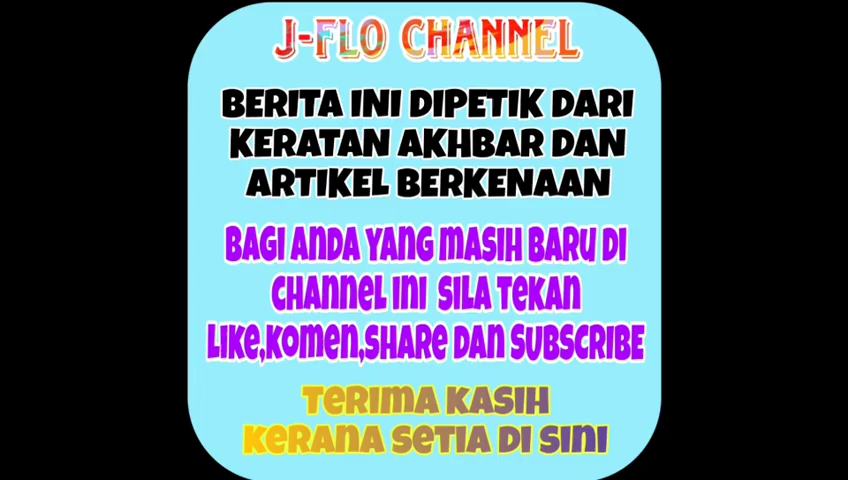 J-FLO CHANNEL
BERITA INI DIPETIK DARI
KERATAN AKHBAR DAN
ARTIKEL BERKENAAN
BAGI ANDA YANG MASIH BARU DI
CHANNEL INI SILA TEKAN
LIKE,KOMEN,SHARE DAN SUBSCRIBE
TERIMA KASIH
KERANA SETIA DI SINI